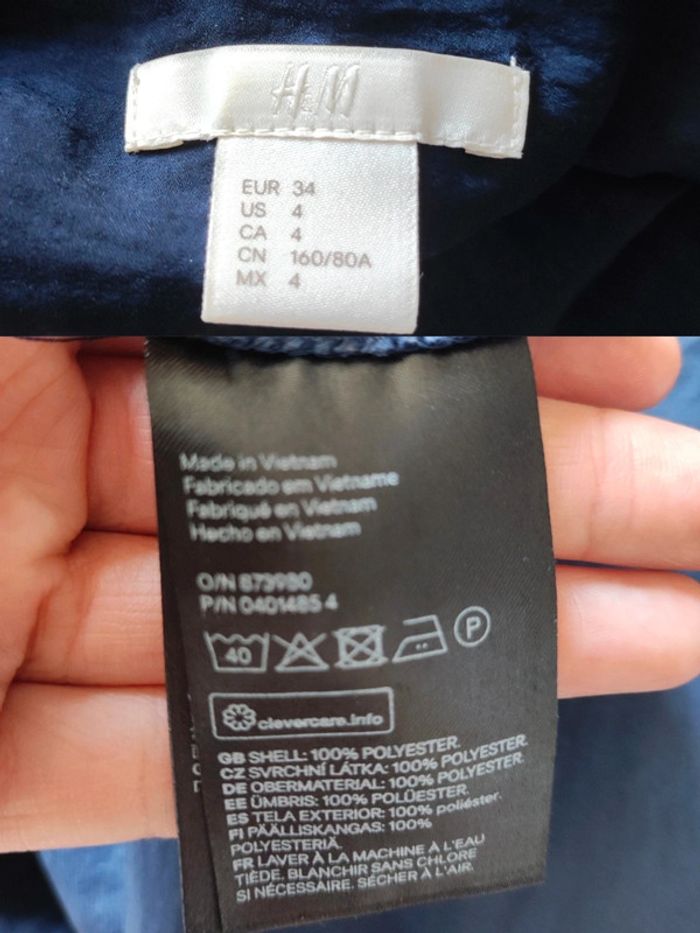 H&M
EUR 34
US 4
CA 4
CN 160/80A
MX 4
Made in Vietnam
Fabricado em Vietname
Fabriqué en Vietnam
Hecho en Vietnam
O/N 873980
P/N 0401485 4
40
P
clevercare.info
GB SHELL: 100% POLYESTER.
CZ SVRCHNÍ LÁTKA: 100% POLYESTER.
DE OBERMATERIAL: 100% POLYESTER.
EE ÜMBRIS: 100% POLÜESTER.
ES TELA EXTERIOR: 100% poliéster.
FI PÄÄLLISKANGAS: 100%
POLYESTERIÄ.
FR LAVER À LA MACHINE À L'EAU
TIÈDE. BLANCHIR SANS CHLORE
SI NÉCESSAIRE. SÉCHER À L'AIR.